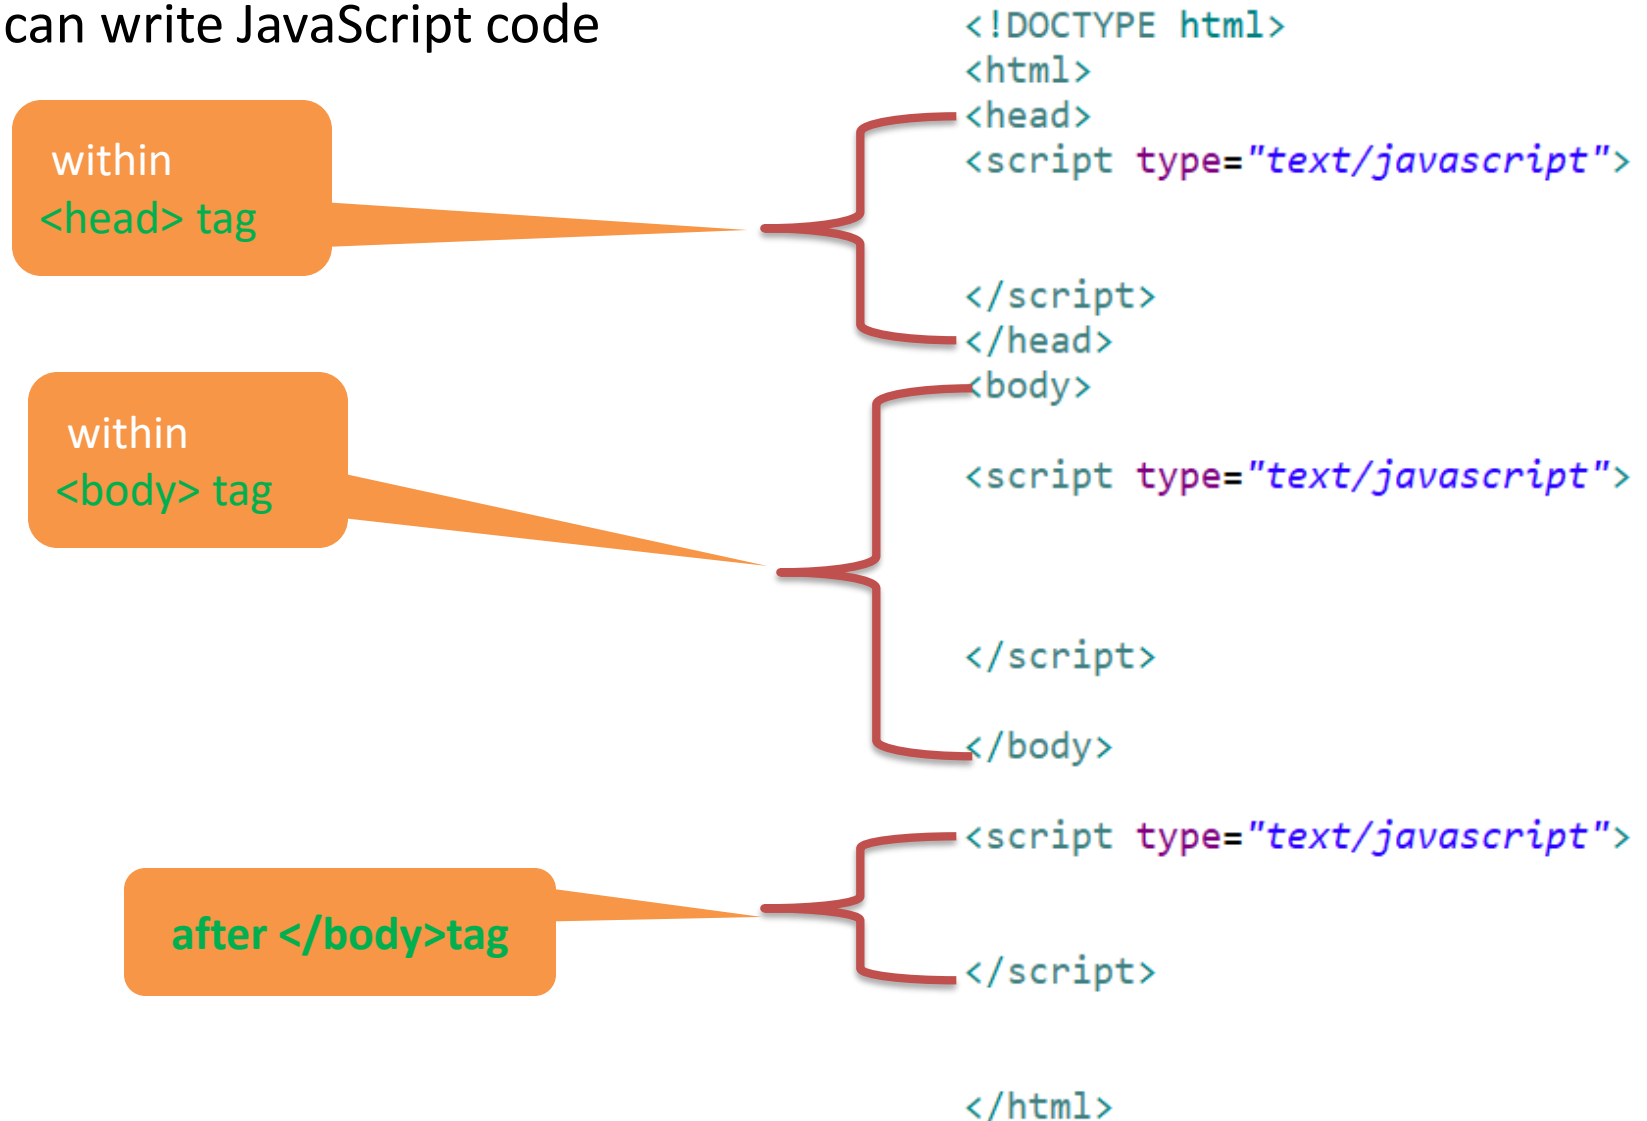 can write JavaScript code
within
<head> tag
within
<body> tag
after </body>tag
<!DOCTYPE html>
<html>
<head>
<script type="text/javascript">
</script>
</head>
<body>
<script type="text/javascript">
</script>
</body>
<script type="text/javascript">
</script>
</html>